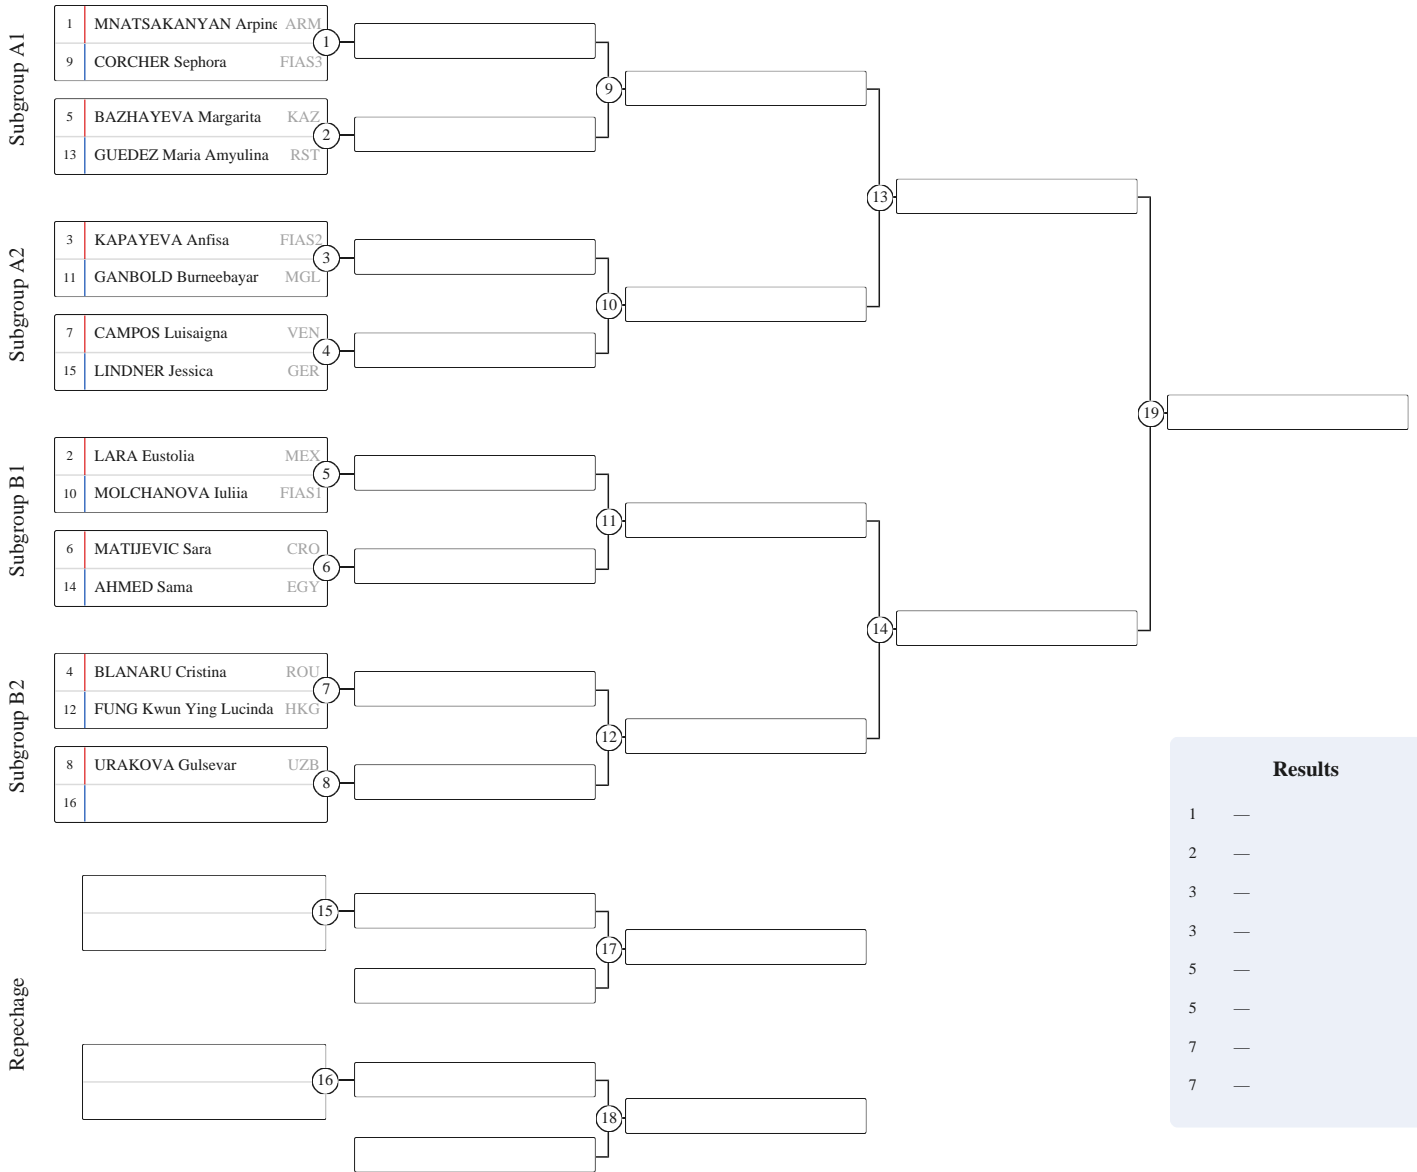 Subgroup A1
1 MNATSAKANYAN Arpine ARM
9 CORCHER Sephora FIAS3
1
5 BAZHAYEVA Margarita KAZ
13 GUEDEZ Maria Amyulina RST
2
9
Subgroup A2
3 KAPAYEVA Anfisa FIAS2
11 GANBOLD Burneebayar MGL
3
7 CAMPOS Luisaigna VEN
15 LINDNER Jessica GER
4
10
13
Subgroup B1
2 LARA Eustolia MEX
10 MOLCHANOVA Iuliia FIAS1
5
6 MATIJEVIC Sara CRO
14 AHMED Sama EGY
6
11
Subgroup B2
4 BLANARU Cristina ROU
12 FUNG Kwun Ying Lucinda HKG
7
8 URAKOVA Gulsevar UZB
16
8
12
14
19
Repechage
15
17
16
18
Results
1 —
2 —
3 —
3 —
5 —
5 —
7 —
7 —